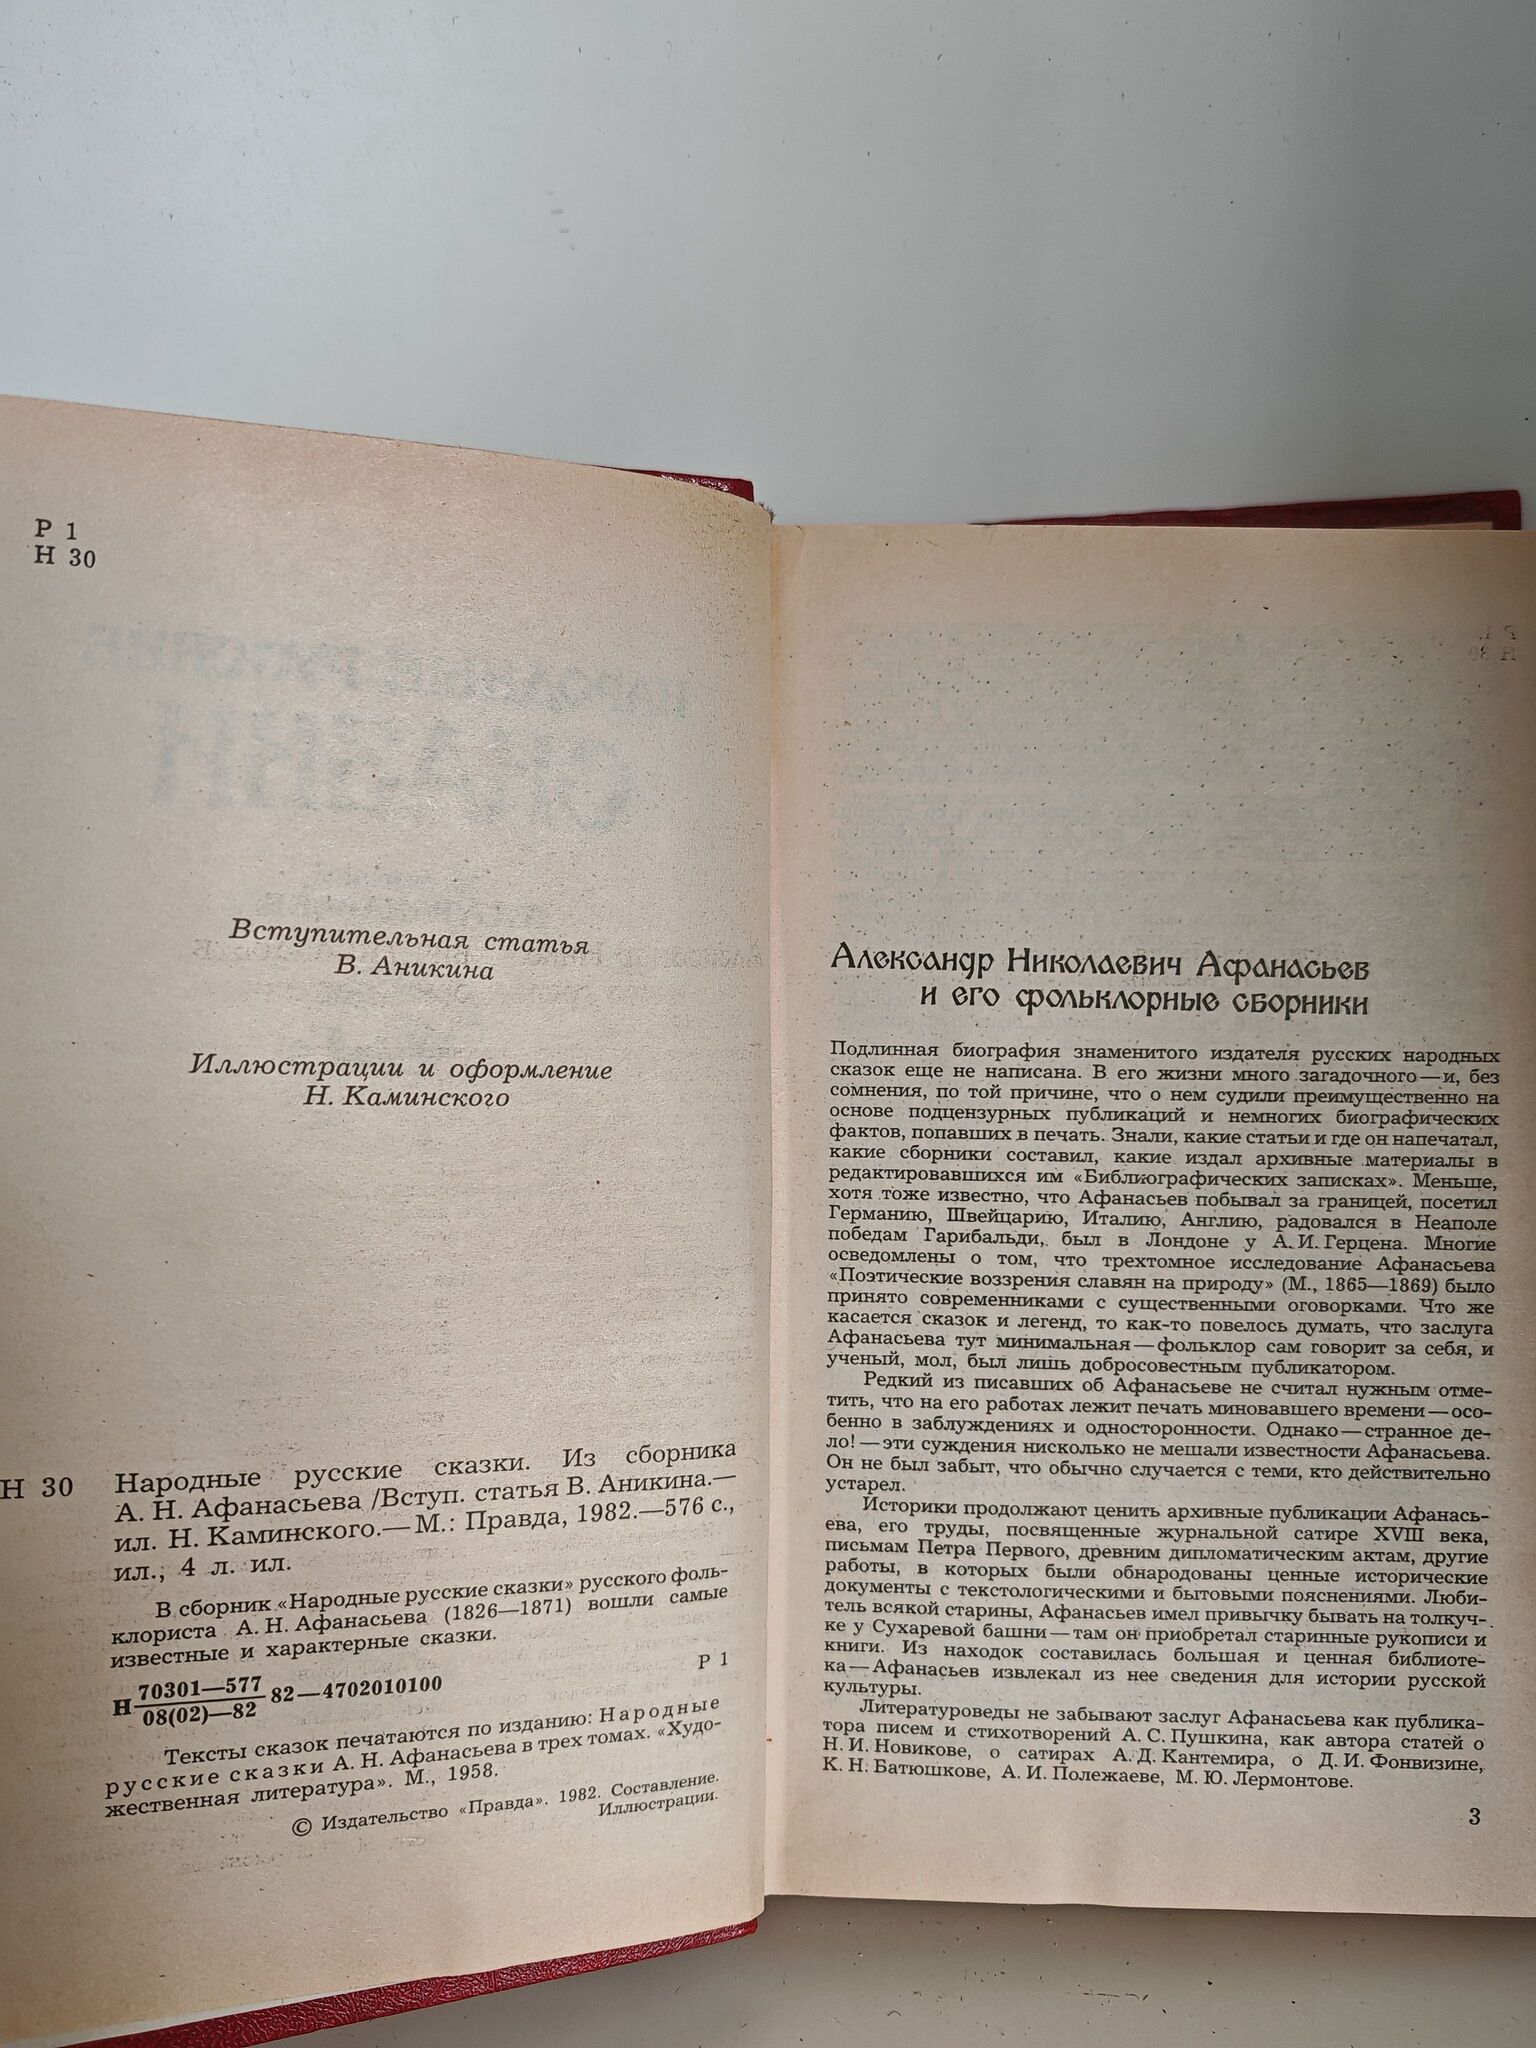 Р 1
Н 30
Вступительная статья
В. Аникина
Иллюстрации и оформление
Н. Каминского
Н 30 Народные русские сказки. Из сборника
А. Н. Афанасьева /Вступ. статья В. Аникина.—
ил. Н. Каминского.— М.: Правда, 1982.—576 с.,
ил., 4 л. ил.
В сборник «Народные русские сказки» русского фоль-
клориста А. Н. Афанасьева (1826—1871) вошли самые
известные и характерные сказки.
Н 70301—577 82—4702010100 Р 1
08(02)—82
Тексты сказок печатаются по изданию: Народные
русские сказки А. Н. Афанасьева в трех томах. «Худо-
жественная литература». М., 1958.
© Издательство «Правда». 1982. Составление.
Иллюстрации.
Александр Николаевич Афанасьев
и его фольклорные сборники
Подлинная биография знаменитого издателя русских народных
сказок еще не написана. В его жизни много загадочного—и, без
сомнения, по той причине, что о нем судили преимущественно на
основе подцензурных публикаций и немногих биографических
фактов, попавших в печать. Знали, какие статьи и где он напечатал,
какие сборники составил, какие издал архивные материалы в
редактировавшихся им «Библиографических записках». Меньше,
хотя тоже известно, что Афанасьев побывал за границей, посетил
Германию, Швейцарию, Италию, Англию, радовался в Неаполе
победам Гарибальди, был в Лондоне у А. И. Герцена. Многие
осведомлены о том, что трехтомное исследование Афанасьева
«Поэтические воззрения славян на природу» (М., 1865—1869) было
принято современниками с существенными оговорками. Что же
касается сказок и легенд, то как-то повелось думать, что заслуга
Афанасьева тут минимальная—фольклор сам говорит за себя, и
ученый, мол, был лишь добросовестным публикатором.
Редкий из писавших об Афанасьеве не считал нужным отме-
тить, что на его работах лежит печать миновавшего времени—осо-
бенно в заблуждениях и односторонности. Однако—странное де-
ло!—эти суждения нисколько не мешали известности Афанасьева.
Он не был забыт, что обычно случается с теми, кто действительно
устарел.
Историки продолжают ценить архивные публикации Афанась-
ева, его труды, посвященные журнальной сатире XVIII века,
письмам Петра Первого, древним дипломатическим актам, другие
работы, в которых были обнародованы ценные исторические
документы с текстологическими и бытовыми пояснениями. Люби-
тель всякой старины, Афанасьев имел привычку бывать на толкуч-
ке у Сухаревой башни—там он приобретал старинные рукописи и
книги. Из находок составилась большая и ценная библиоте-
ка—Афанасьев извлекал из нее сведения для истории русской
культуры.
Литературоведы не забывают заслуг Афанасьева как публика-
тора писем и стихотворений А. С. Пушкина, как автора статей о
Н. И. Новикове, о сатирах А. Д. Кантемира, о Д. И. Фонвизине,
К. Н. Батюшкове, А. И. Полежаеве, М. Ю. Лермонтове.
3